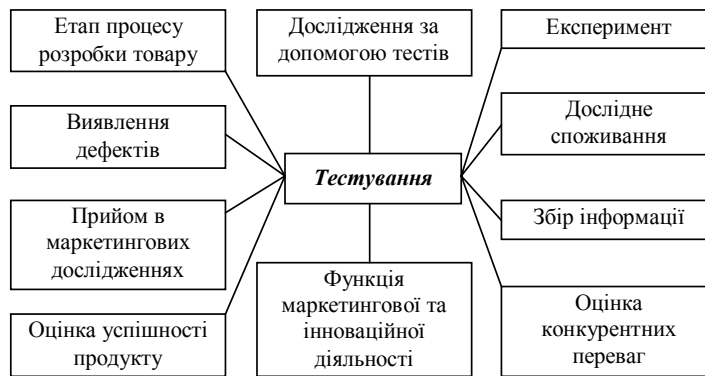 Етап процесу
розробки товару
Виявлення
дефектів
Прийом в
маркетингових
дослідженнях
Оцінка успішності
продукту
Дослідження за
допомогою тестів
Тестування
Функція
маркетингової та
інноваційної
діяльності
Експеримент
Дослідне
споживання
Збір інформації
Оцінка
конкурентних
переваг